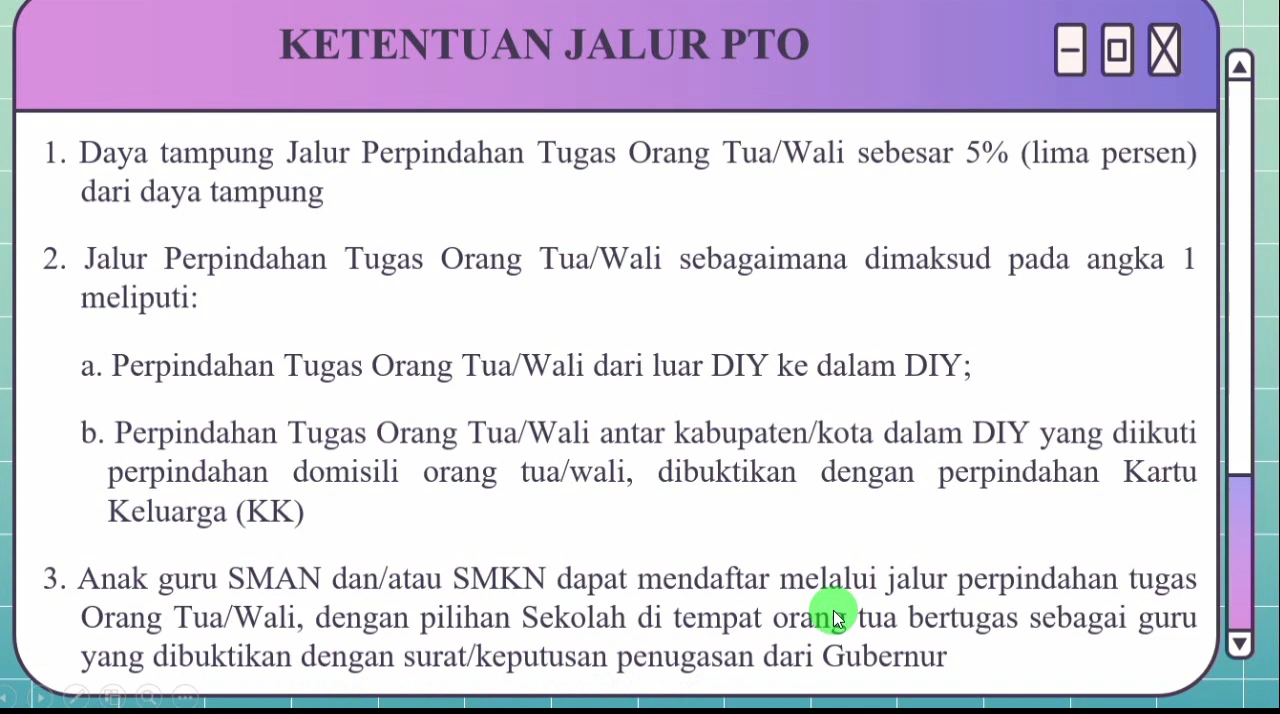 KETENTUAN JALUR PTO
1. Daya tampung Jalur Perpindahan Tugas Orang Tua/Wali sebesar 5% (lima persen)
dari daya tampung
2. Jalur Perpindahan Tugas Orang Tua/Wali sebagaimana dimaksud pada angka 1
meliputi:
a. Perpindahan Tugas Orang Tua/Wali dari luar DIY ke dalam DIY;
b. Perpindahan Tugas Orang Tua/Wali antar kabupaten/kota dalam DIY yang diikuti
perpindahan domisili orang tua/wali, dibuktikan dengan perpindahan Kartu
Keluarga (KK)
3. Anak guru SMAN dan/atau SMKN dapat mendaftar melalui jalur perpindahan tugas
Orang Tua/Wali, dengan pilihan Sekolah di tempat orang tua bertugas sebagai guru
yang dibuktikan dengan surat/keputusan penugasan dari Gubernur